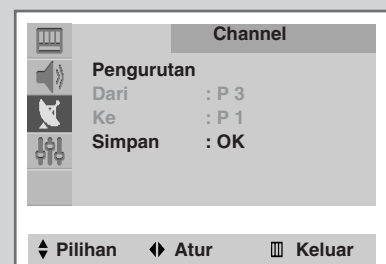 Channel
Pengurutan
Dari : P 3
Ke : P 1
Simpan : OK
Pilihan Atur Keluar